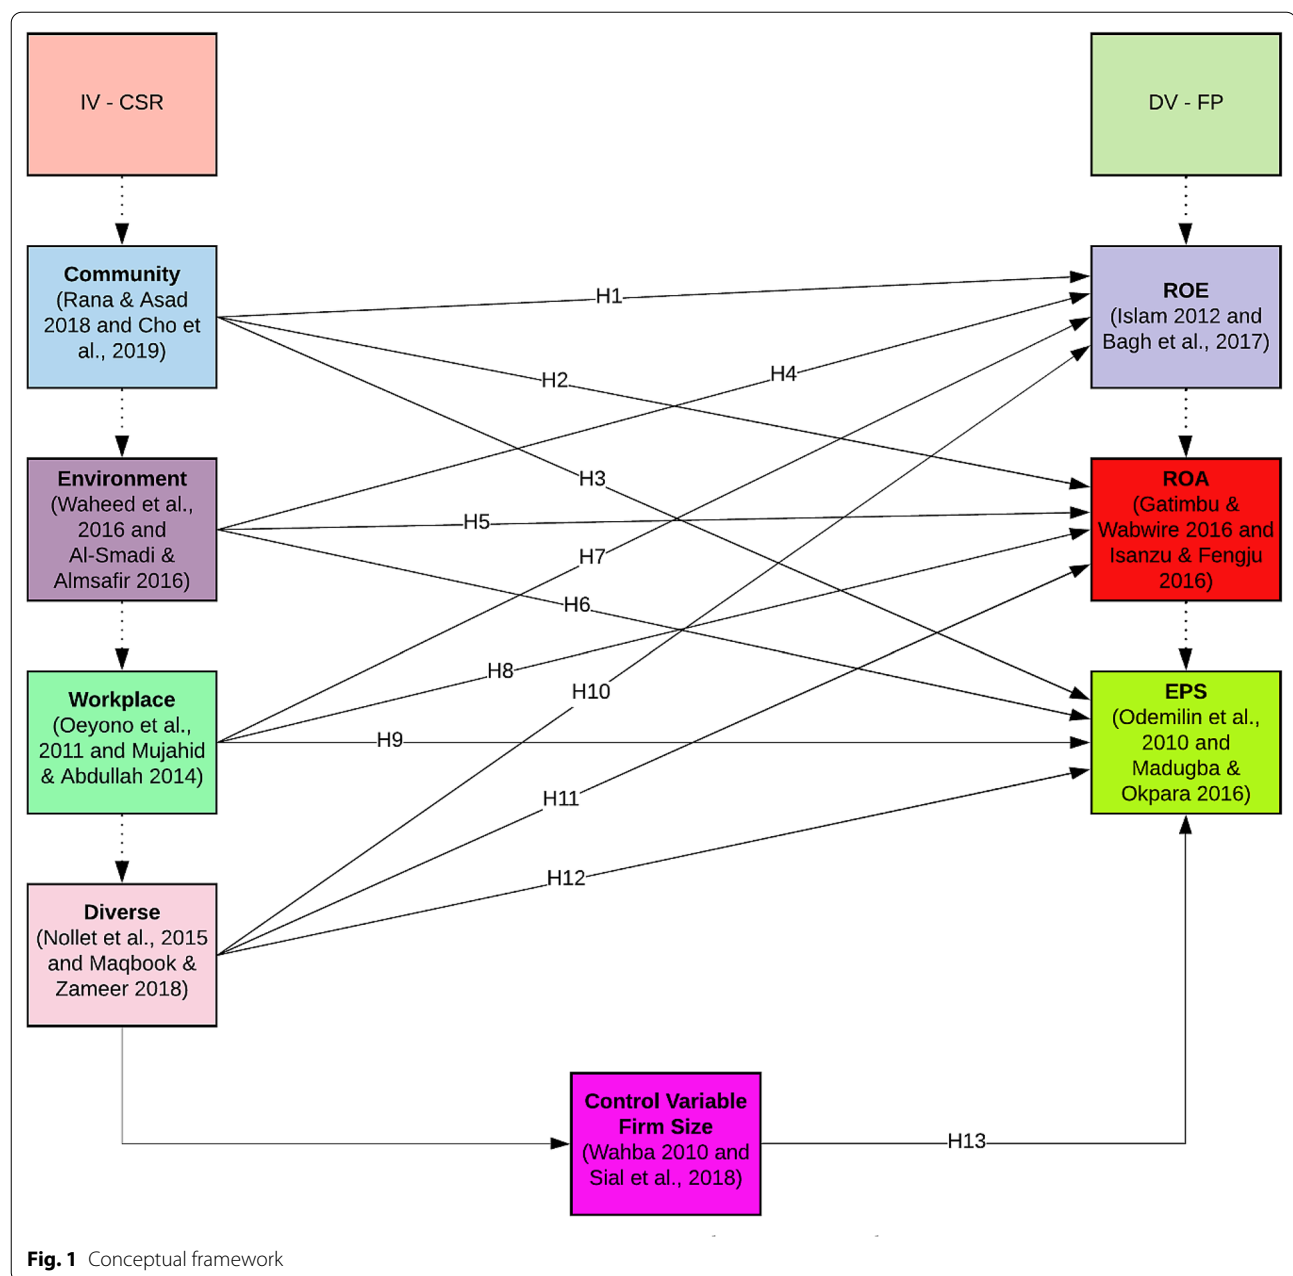 IV - CSR
DV - FP
Community
(Rana & Asad
2018 and Cho et
al., 2019)
H1
ROE
(Islam 2012 and
Bagh et al., 2017)
H2
H4
Environment
(Waheed et al.,
2016 and
Al-Smadi &
Almsafir 2016)
H3
H5
ROA
(Gatimbu &
Wabwire 2016 and
Isanzu & Fengju
2016)
H7
H6
Workplace
(Oeyono et al.,
2011 and Mujahid
& Abdullah 2014)
H8
H10
H9
EPS
(Odemilin et al.,
2010 and
Madugba &
Okpara 2016)
H11
H12
Diverse
(Nollet et al., 2015
and Maqbook &
Zameer 2018)
Control Variable
Firm Size
(Wahba 2010 and
Sial et al., 2018)
H13
Fig. 1 Conceptual framework